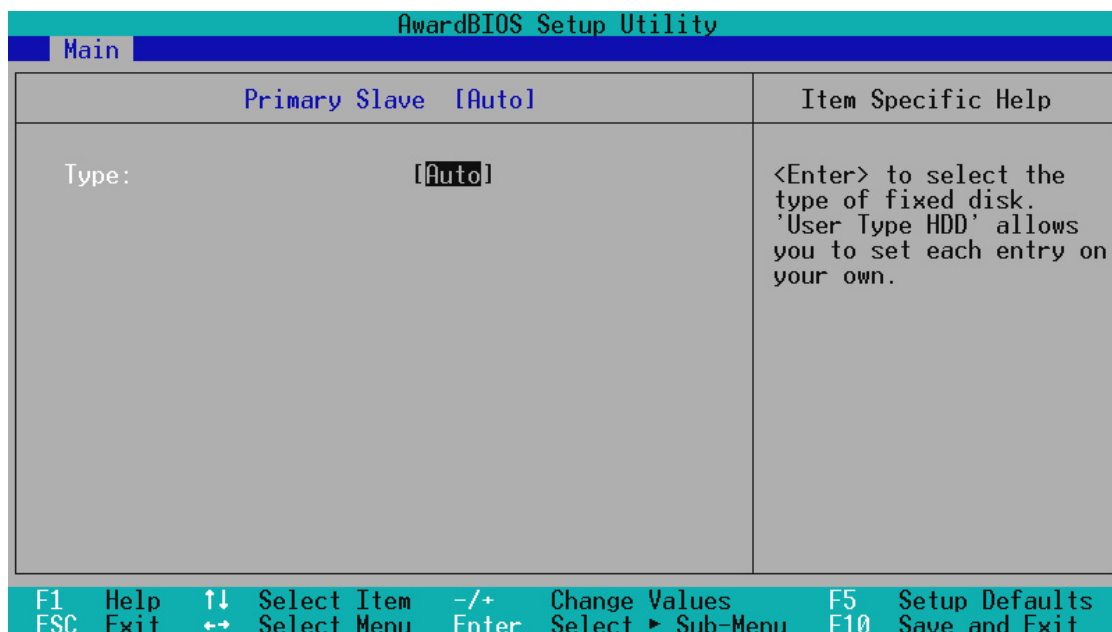 AwardBIOS Setup Utility
Main
Primary Slave [Auto]
Item Specific Help
Type: [Auto]
<Enter> to select the
type of fixed disk.
'User Type HDD' allows
you to set each entry on
your own.
F1 Help ↑↓ Select Item -/+ Change Values F5 Setup Defaults
ESC Exit ←→ Select Menu Enter Select ► Sub-Menu F10 Save and Exit